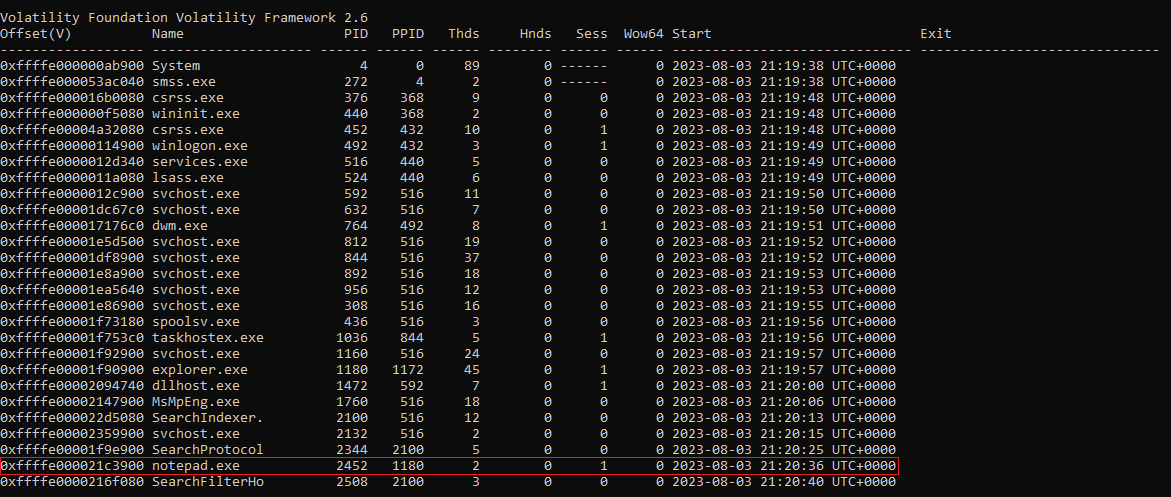 Volatility Foundation Volatility Framework 2.6
Offset(V)          Name                    PID   PPID   Thds     Hnds   Sess  Wow64 Start                          Exit
------------------ -------------------- ------ ------ ------ -------- ------ ------ ------------------------------ ------------------------------
0xffffe000000ab900 System                    4      0     89        0 ------      0 2023-08-03 21:19:38 UTC+0000
0xffffe000053ac040 smss.exe                272      4      2        0 ------      0 2023-08-03 21:19:38 UTC+0000
0xffffe000016b0080 csrss.exe               376    368      9        0      0      0 2023-08-03 21:19:48 UTC+0000
0xffffe000000f5080 wininit.exe             440    368      2        0      0      0 2023-08-03 21:19:48 UTC+0000
0xffffe00004a32080 csrss.exe               452    432     10        0      1      0 2023-08-03 21:19:48 UTC+0000
0xffffe00000114900 winlogon.exe            492    432      3        0      1      0 2023-08-03 21:19:49 UTC+0000
0xffffe0000012d340 services.exe            516    440      5        0      0      0 2023-08-03 21:19:49 UTC+0000
0xffffe0000011a080 lsass.exe               524    440      6        0      0      0 2023-08-03 21:19:49 UTC+0000
0xffffe0000012c900 svchost.exe             592    516     11        0      0      0 2023-08-03 21:19:50 UTC+0000
0xffffe00001dc67c0 svchost.exe             632    516      7        0      0      0 2023-08-03 21:19:50 UTC+0000
0xffffe000017176c0 dwm.exe                 764    492      8        0      1      0 2023-08-03 21:19:51 UTC+0000
0xffffe00001e5d500 svchost.exe             812    516     19        0      0      0 2023-08-03 21:19:52 UTC+0000
0xffffe00001df8900 svchost.exe             844    516     37        0      0      0 2023-08-03 21:19:52 UTC+0000
0xffffe00001e8a900 svchost.exe             892    516     18        0      0      0 2023-08-03 21:19:53 UTC+0000
0xffffe00001ea5640 svchost.exe             956    516     12        0      0      0 2023-08-03 21:19:53 UTC+0000
0xffffe00001e86900 svchost.exe             308    516     16        0      0      0 2023-08-03 21:19:55 UTC+0000
0xffffe00001f73180 spoolsv.exe             436    516      3        0      0      0 2023-08-03 21:19:56 UTC+0000
0xffffe00001f753c0 taskhostex.exe         1036    844      5        0      1      0 2023-08-03 21:19:56 UTC+0000
0xffffe00001f92900 svchost.exe            1160    516     24        0      0      0 2023-08-03 21:19:57 UTC+0000
0xffffe00001f90900 explorer.exe           1180   1172     45        0      1      0 2023-08-03 21:19:57 UTC+0000
0xffffe00002094740 dllhost.exe            1472    592      7        0      1      0 2023-08-03 21:20:00 UTC+0000
0xffffe00002147900 MsMpEng.exe            1760    516     18        0      0      0 2023-08-03 21:20:06 UTC+0000
0xffffe000022d5080 SearchIndexer.         2100    516     12        0      0      0 2023-08-03 21:20:13 UTC+0000
0xffffe00002359900 svchost.exe            2132    516      2        0      0      0 2023-08-03 21:20:15 UTC+0000
0xffffe00001f9e900 SearchProtocol         2344   2100      5        0      0      0 2023-08-03 21:20:25 UTC+0000
0xffffe000021c3900 notepad.exe            2452   1180      2        0      1      0 2023-08-03 21:20:36 UTC+0000
0xffffe0000216f080 SearchFilterHo         2508   2100      3        0      0      0 2023-08-03 21:20:40 UTC+0000